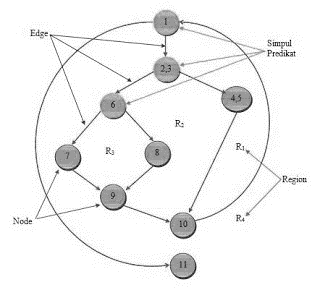 1
Edge
Simpul
Predikat
2,3
6
4,5
R₂
7
R₃
8
R₁
Region
Node
9
10
R₄
11